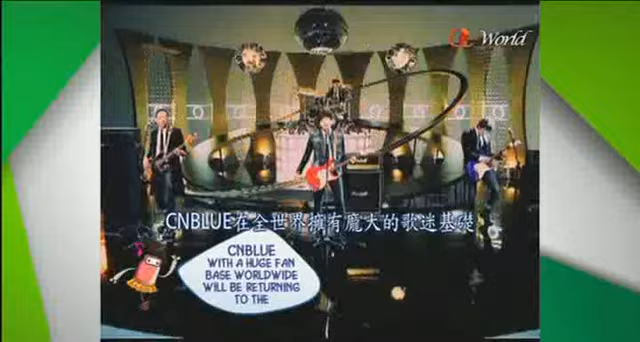 World
CNBLUE在全世界擁有龐大的歌迷基礎
CNBLUE
WITH A HUGE FAN
BASE WORLDWIDE
WILL BE RETURNING
TO THE